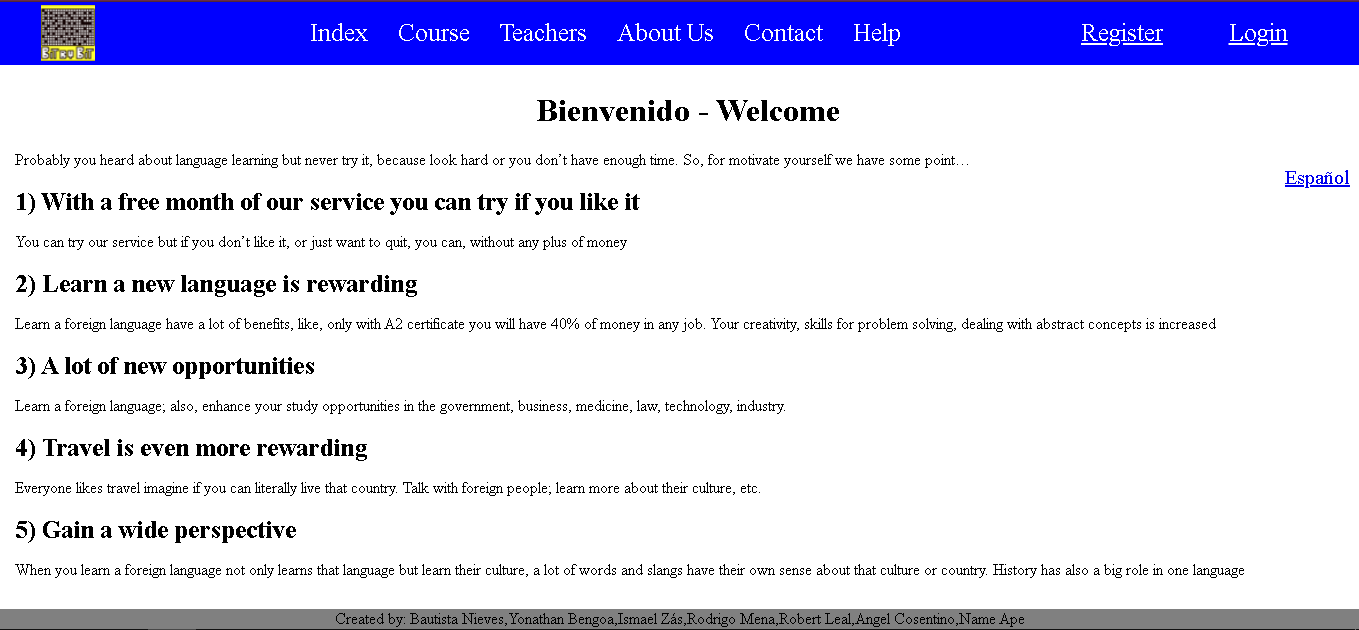 Index Course Teachers About Us Contact Help Register Login
Bienvenido - Welcome
Probably you heard about language learning but never try it, because look hard or you don’t have enough time. So, for motivate yourself we have some point…
Español
1) With a free month of our service you can try if you like it
You can try our service but if you don’t like it, or just want to quit, you can, without any plus of money
2) Learn a new language is rewarding
Learn a foreign language have a lot of benefits, like, only with A2 certificate you will have 40% of money in any job. Your creativity, skills for problem solving, dealing with abstract concepts is increased
3) A lot of new opportunities
Learn a foreign language; also, enhance your study opportunities in the government, business, medicine, law, technology, industry.
4) Travel is even more rewarding
Everyone likes travel imagine if you can literally live that country. Talk with foreign people; learn more about their culture, etc.
5) Gain a wide perspective
When you learn a foreign language not only learns that language but learn their culture, a lot of words and slangs have their own sense about that culture or country. History has also a big role in one language
Created by: Bautista Nieves,Yonathan Bengoa,Ismael Zás,Rodrigo Mena,Robert Leal,Angel Cosentino,Name Ape